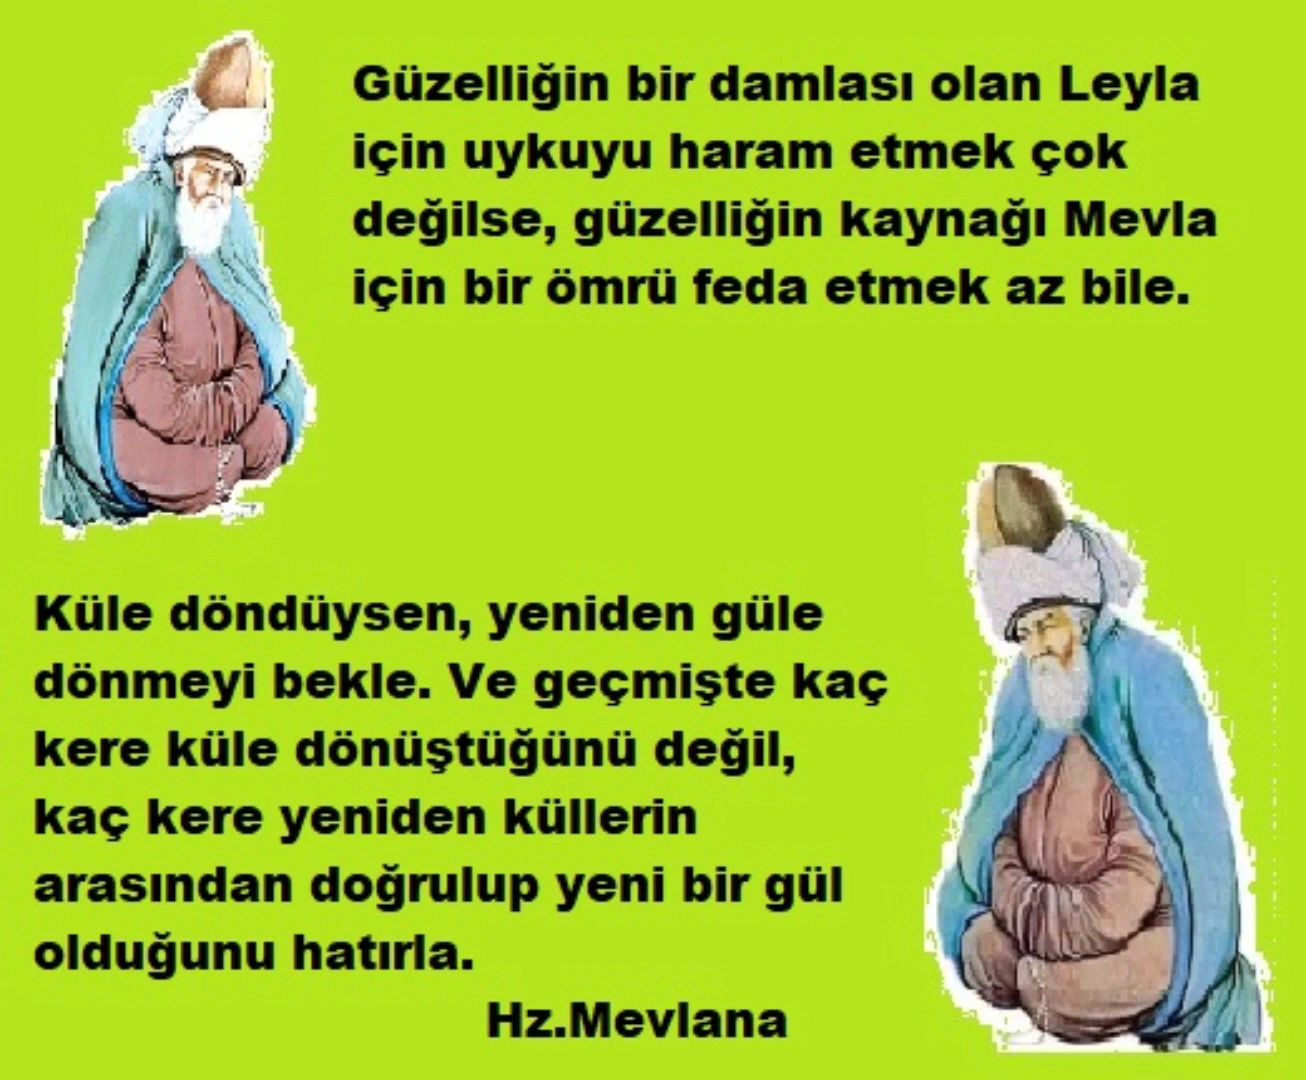 Güzelliğin bir damlası olan Leyla
için uykuyu haram etmek çok
değilse, güzelliğin kaynağı Mevla
için bir ömrü feda etmek az bile.
Küle döndüysen, yeniden güle
dönmeyi bekle. Ve geçmişte kaç
kere küle dönüştüğünü değil,
kaç kere yeniden küllerin
arasından doğrulup yeni bir gül
olduğunu hatırla.
Hz.Mevlana